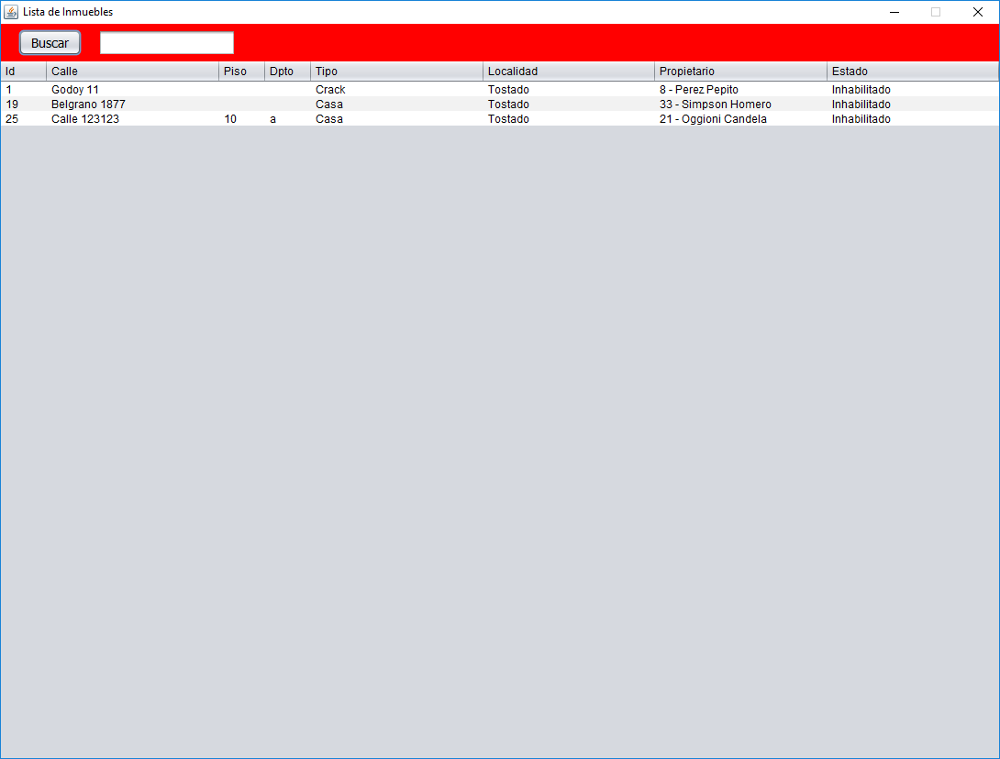 Lista de Inmuebles
Buscar
Id Calle Piso Dpto Tipo Localidad Propietario Estado
1 Godoy 11 Crack Tostado 8 - Perez Pepito Inhabilitado
19 Belgrano 1877 Casa Tostado 33 - Simpson Homero Inhabilitado
25 Calle 123123 10 a Casa Tostado 21 - Oggioni Candela Inhabilitado